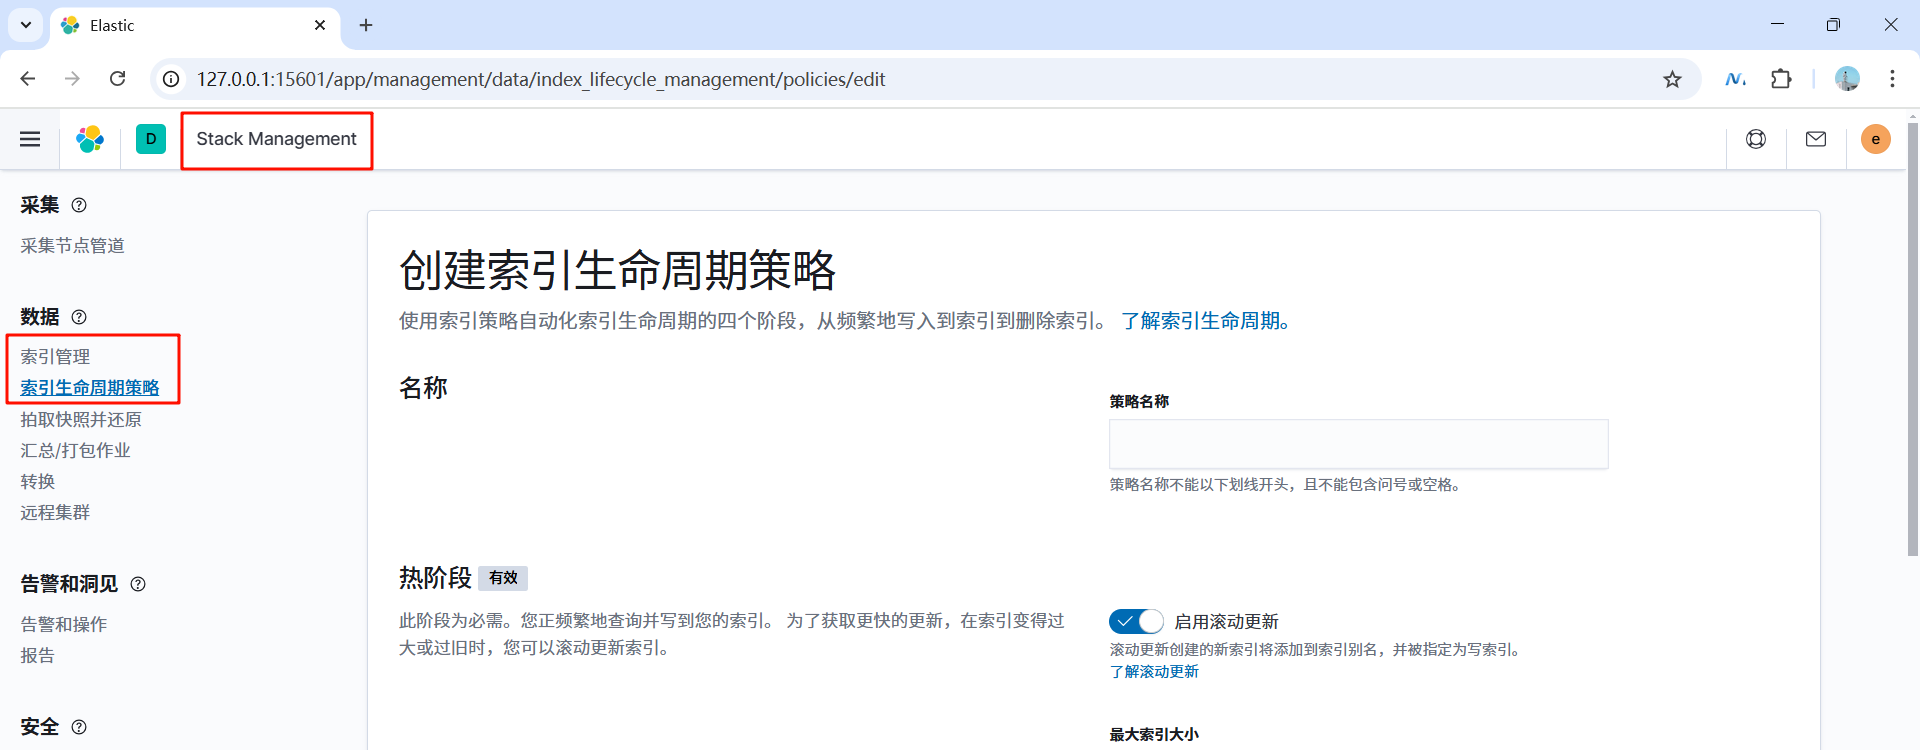 Elastic
127.0.0.1:15601/app/management/data/index_lifecycle_management/policies/edit
D
Stack Management
e
采集
采集节点管道
数据
索引管理
索引生命周期策略
拍取快照并还原
汇总/打包作业
转换
远程集群
告警和洞见
告警和操作
报告
安全
创建索引生命周期策略
使用索引策略自动化索引生命周期的四个阶段，从频繁地写入到索引到删除索引。 了解索引生命周期。
名称
策略名称
策略名称不能以下划线开头，且不能包含问号或空格。
热阶段 有效
此阶段为必需。您正频繁地查询并写到您的索引。 为了获取更快的更新，在索引变得过
大或过旧时，您可以滚动更新索引。
启用滚动更新
滚动更新创建的新索引将添加到索引别名，并被指定为写索引。
了解滚动更新
最大索引大小